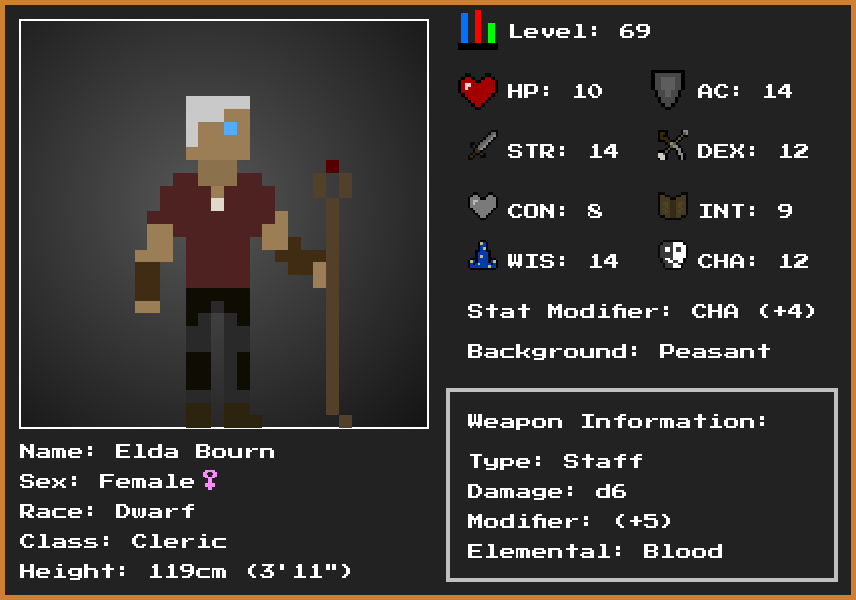 Level: 69
HP: 10 AC: 14
STR: 14 DEX: 12
CON: 8 INT: 9
WIS: 14 CHA: 12
Stat Modifier: CHA (+4)
Background: Peasant
Weapon Information:
Type: Staff
Damage: d6
Modifier: (+5)
Elemental: Blood
Name: Elda Bourn
Sex: Female♀
Race: Dwarf
Class: Cleric
Height: 119cm (3'11")